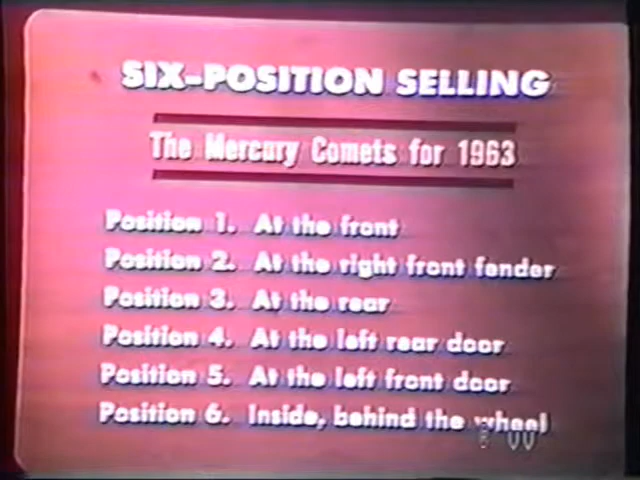 SIX-POSITION SELLING
The Mercury Comets for 1963
Position 1. At the front
Position 2. At the right front fender
Position 3. At the rear
Position 4. At the left rear door
Position 5. At the left front door
Position 6. Inside, behind the wheel